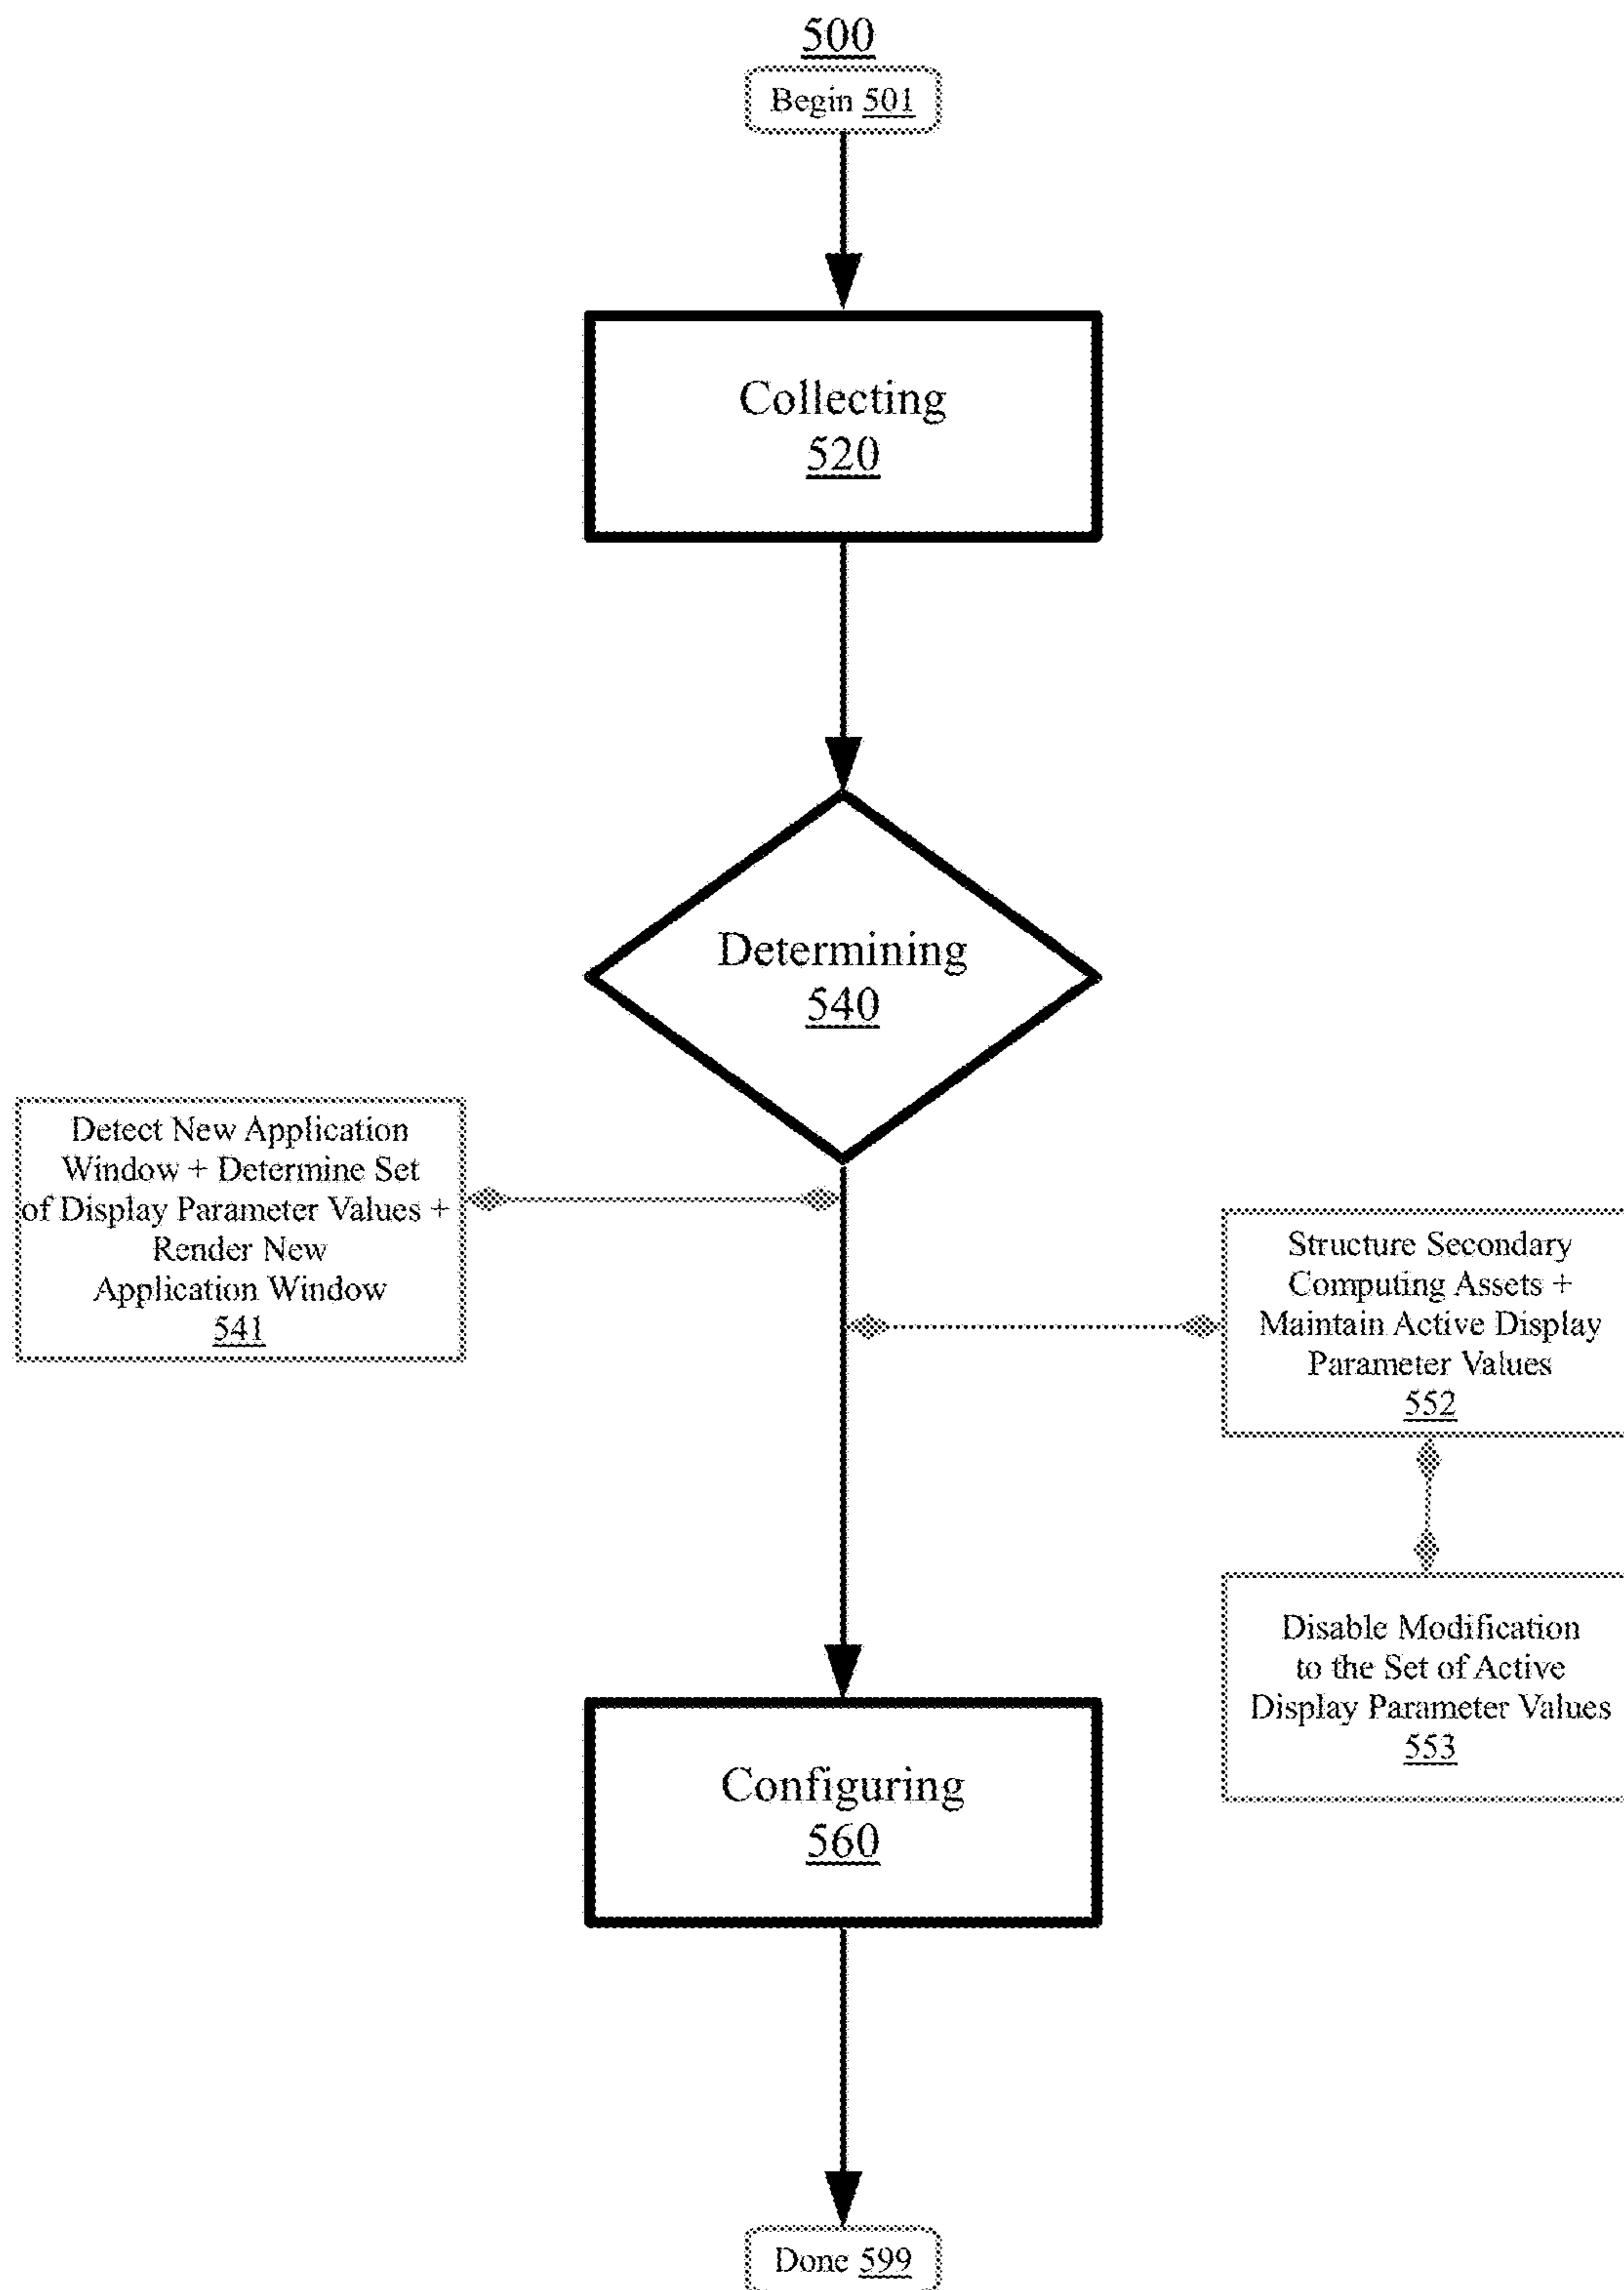 500
Begin 501
Collecting
520
Determining
540
Detect New Application
Window + Determine Set
of Display Parameter Values +
Render New
Application Window
541
Structure Secondary
Computing Assets +
Maintain Active Display
Parameter Values
552
Disable Modification
to the Set of Active
Display Parameter Values
553
Configuring
560
Done 599